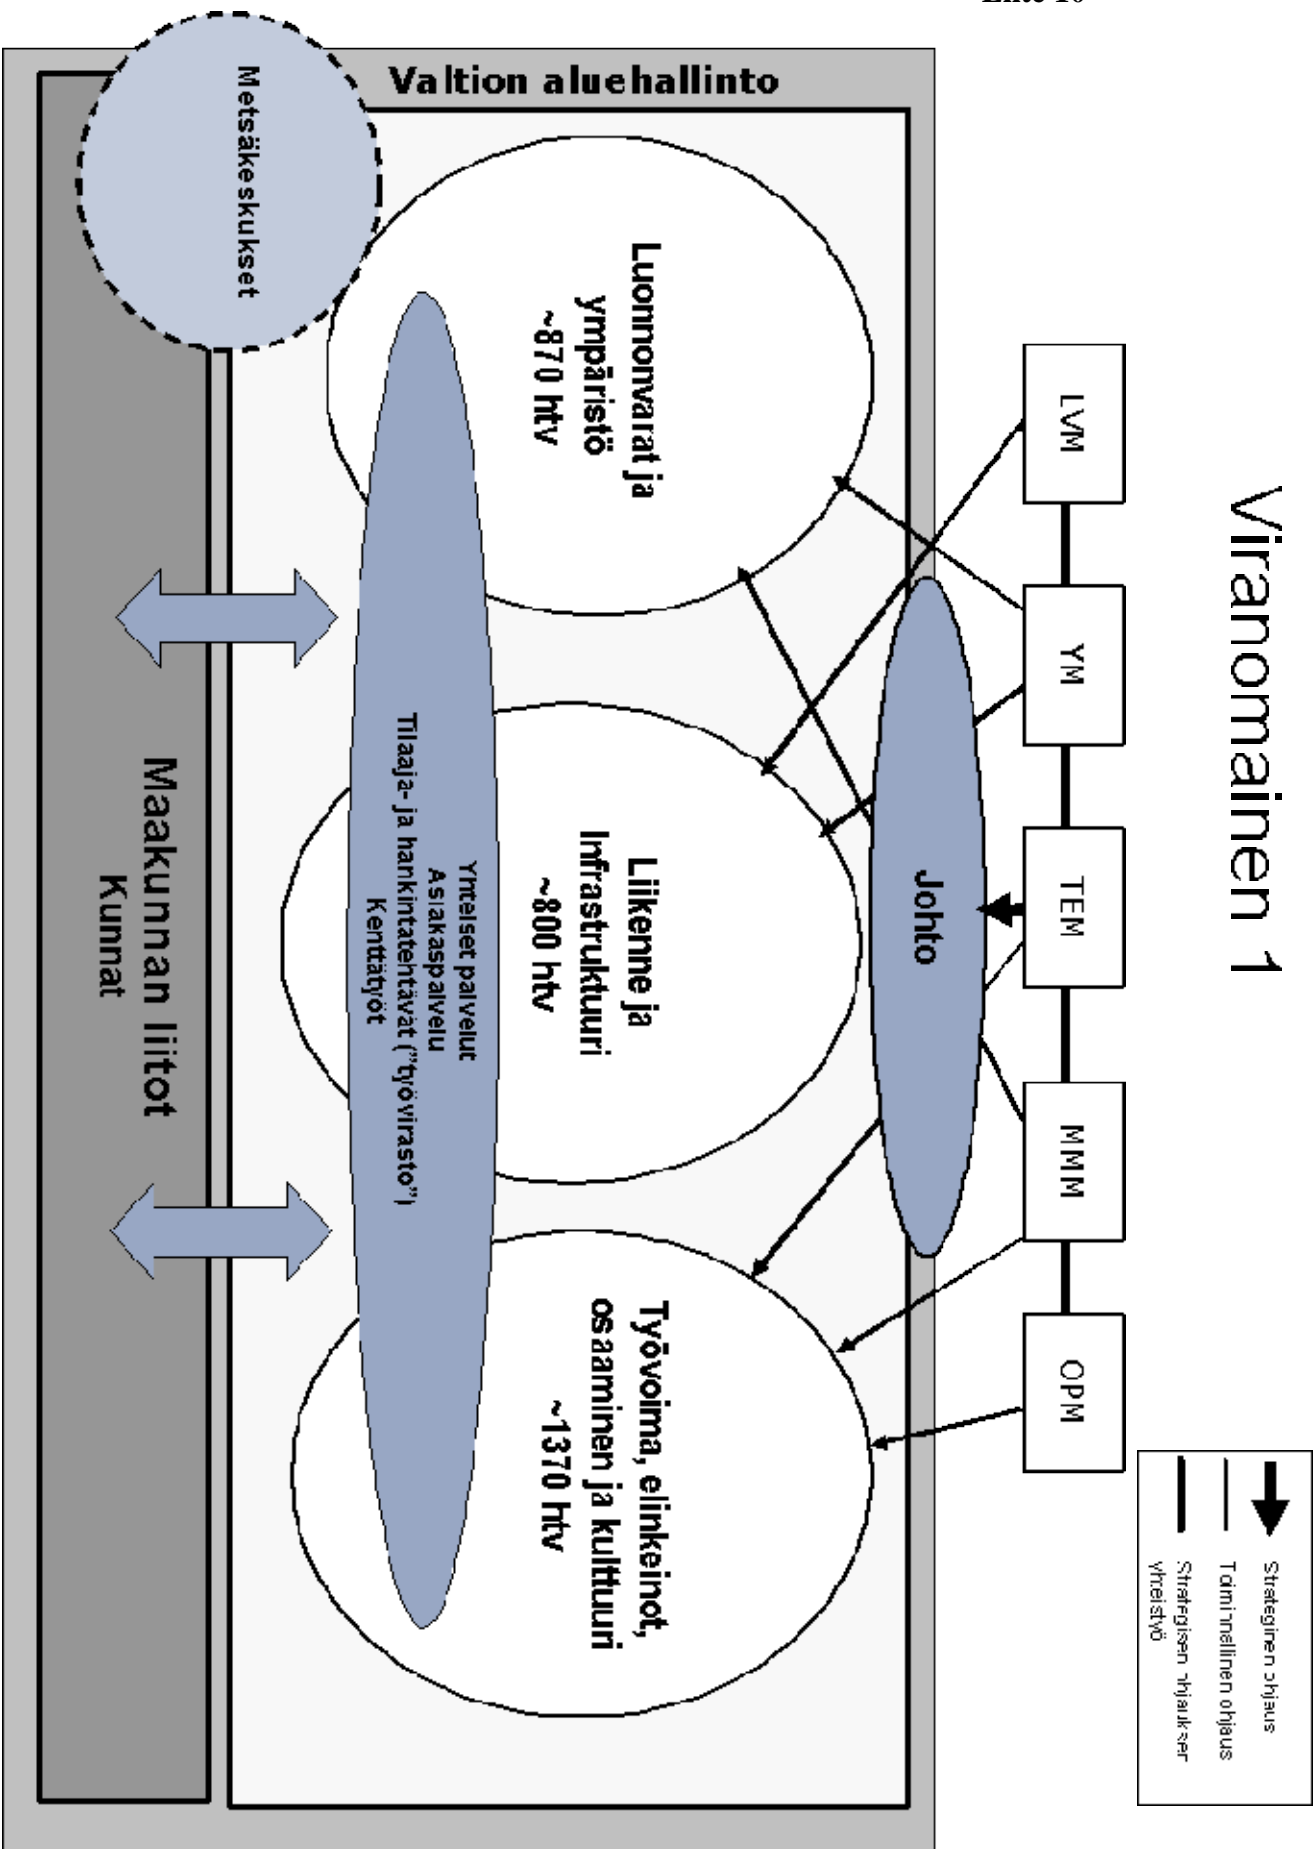 Liite 10
Viranomainen 1
Strateginen ohjaus
Toiminnallinen ohjaus
Strategisen ohjauksen
yhteistyö
LVM
YM
TEM
MMM
OPM
Valtion aluehallinto
Johto
Luonnonvarat ja
ympäristö
~870 htv
Liikenne ja
Infrastruktuuri
~800 htv
Työvoima, elinkeinot,
osaaminen ja kulttuuri
~1370 htv
Yhteiset palvelut
Asiakaspalvelu
Tilaaja- ja hankintatehtävät ("työvirasto")
Kenttätyöt
Metsäkeskukset
Maakunnan liitot
Kunnat